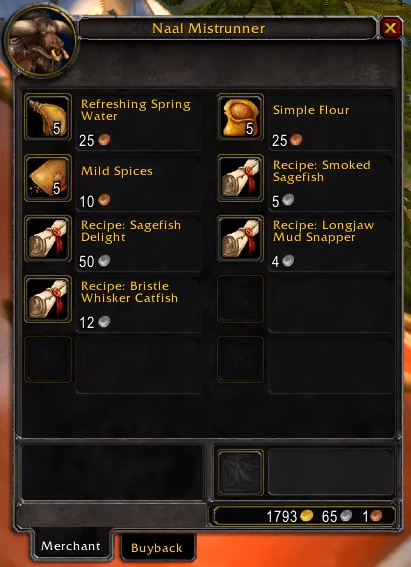 Naal Mistrunner
Refreshing Spring
Water
5
25
Simple Flour
5
25
Mild Spices
5
10
Recipe: Smoked
Sagefish
5
Recipe: Sagefish
Delight
50
Recipe: Longjaw
Mud Snapper
4
Recipe: Bristle
Whisker Catfish
12
1793 65 1
Merchant
Buyback